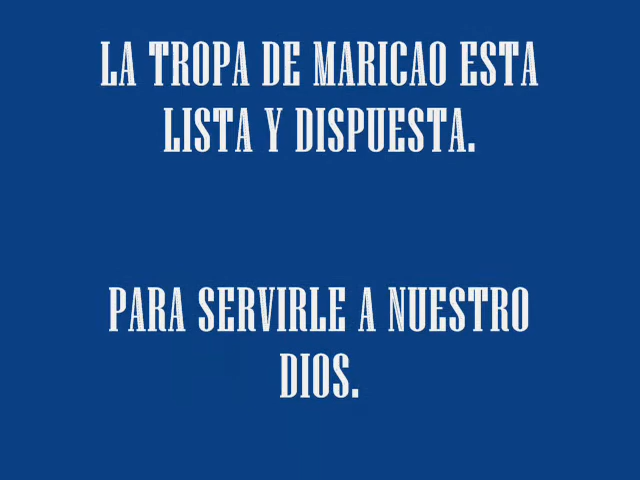 LA TROPA DE MARICAO ESTA
LISTA Y DISPUESTA.
PARA SERVIRLE A NUESTRO
DIOS.